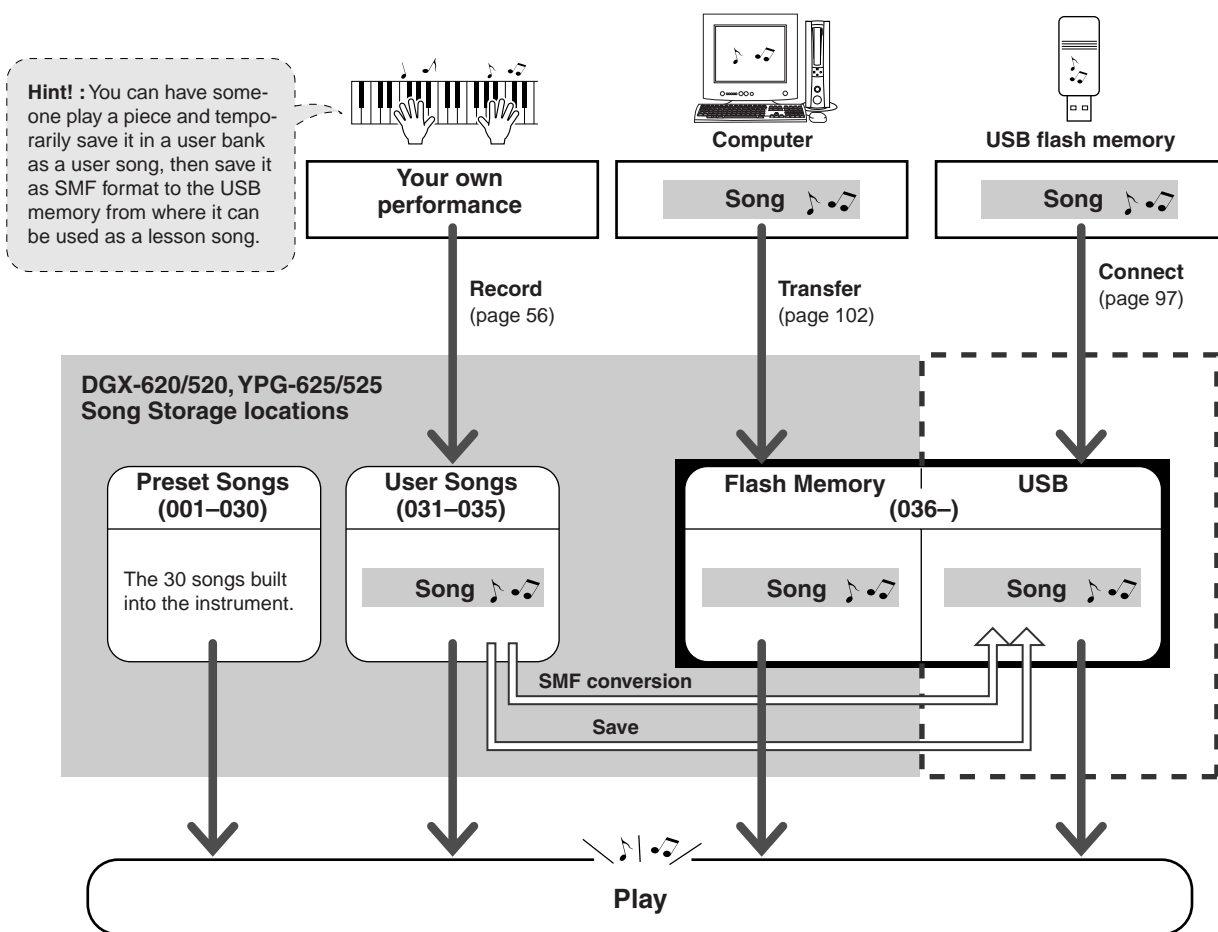 Hint! : You can have some-
one play a piece and tempo-
rarily save it in a user bank
as a user song, then save it
as SMF format to the USB
memory from where it can
be used as a lesson song.
Computer
USB flash memory
Your own
performance
Song
Song
Record
(page 56)
Transfer
(page 102)
Connect
(page 97)
DGX-620/520, YPG-625/525
Song Storage locations
Preset Songs
(001–030)
The 30 songs built
into the instrument.
User Songs
(031–035)
Song
Flash Memory
USB
(036–)
Song
Song
SMF conversion
Save
Play